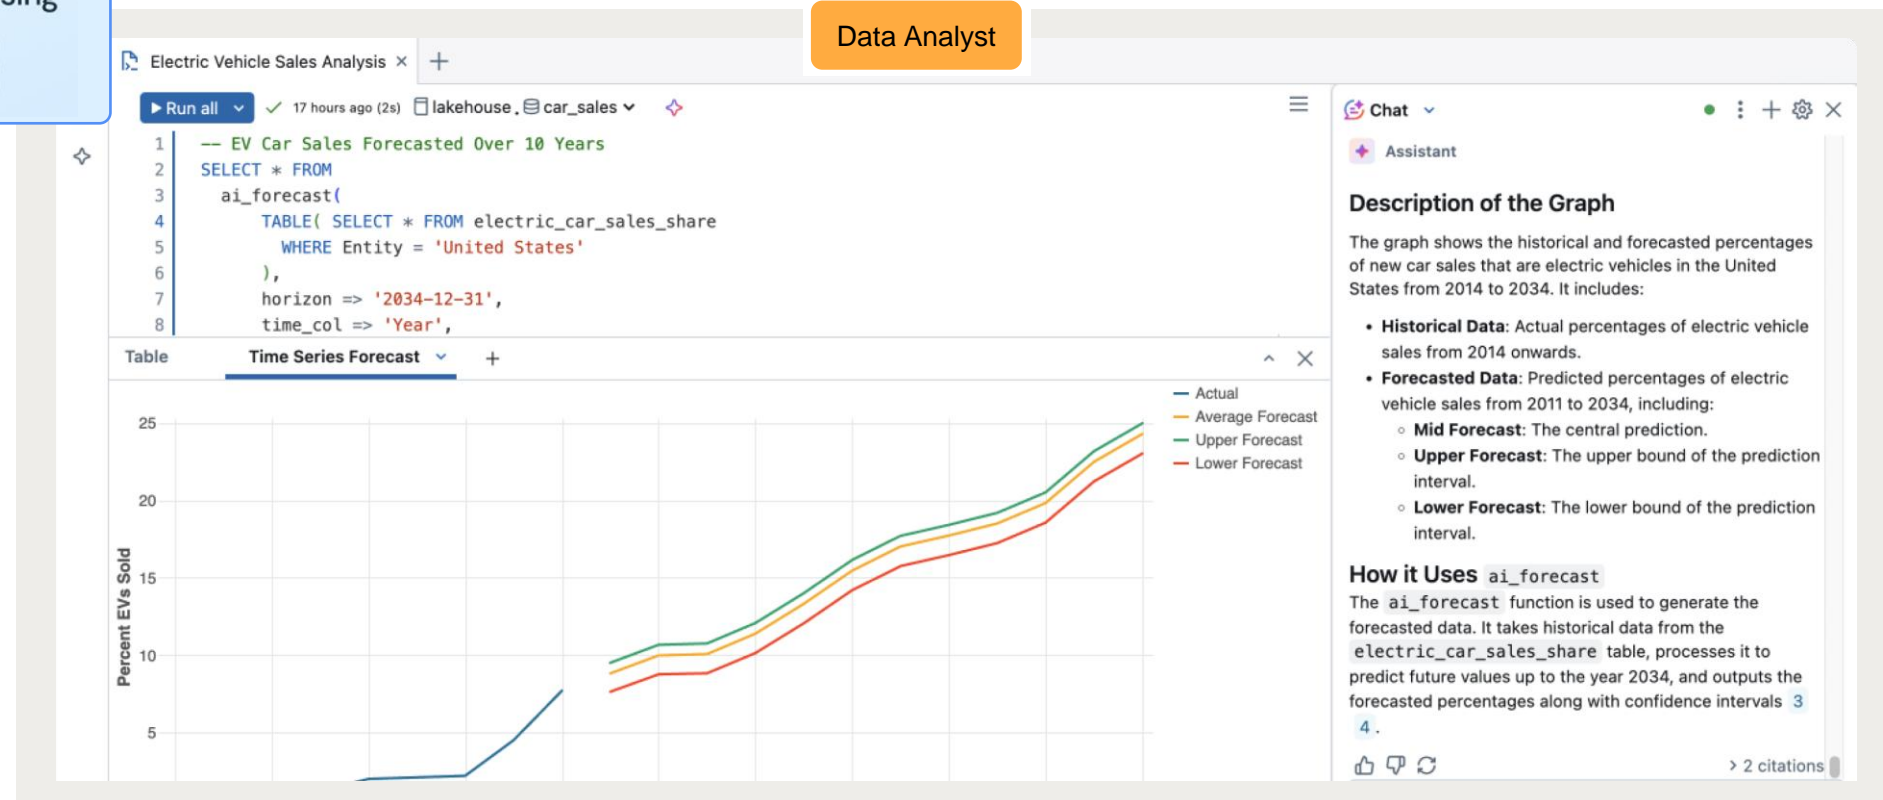 Data Analyst
Electric Vehicle Sales Analysis
Run all
17 hours ago (2s)
lakehouse . car_sales
1 -- EV Car Sales Forecasted Over 10 Years
2 SELECT * FROM
3 ai_forecast(
4 TABLE( SELECT * FROM electric_car_sales_share
5 WHERE Entity = 'United States'
6 ),
7 horizon => '2034-12-31',
8 time_col => 'Year',
Table
Time Series Forecast
Actual
Average Forecast
Upper Forecast
Lower Forecast
25
20
15
10
5
Percent EVs Sold
Chat
Assistant
Description of the Graph
The graph shows the historical and forecasted percentages
of new car sales that are electric vehicles in the United
States from 2014 to 2034. It includes:
• Historical Data: Actual percentages of electric vehicle
sales from 2014 onwards.
• Forecasted Data: Predicted percentages of electric
vehicle sales from 2011 to 2034, including:
◦ Mid Forecast: The central prediction.
◦ Upper Forecast: The upper bound of the prediction
interval.
◦ Lower Forecast: The lower bound of the prediction
interval.
How it Uses ai_forecast
The ai_forecast function is used to generate the
forecasted data. It takes historical data from the
electric_car_sales_share table, processes it to
predict future values up to the year 2034, and outputs the
forecasted percentages along with confidence intervals 3
4 .
> 2 citations